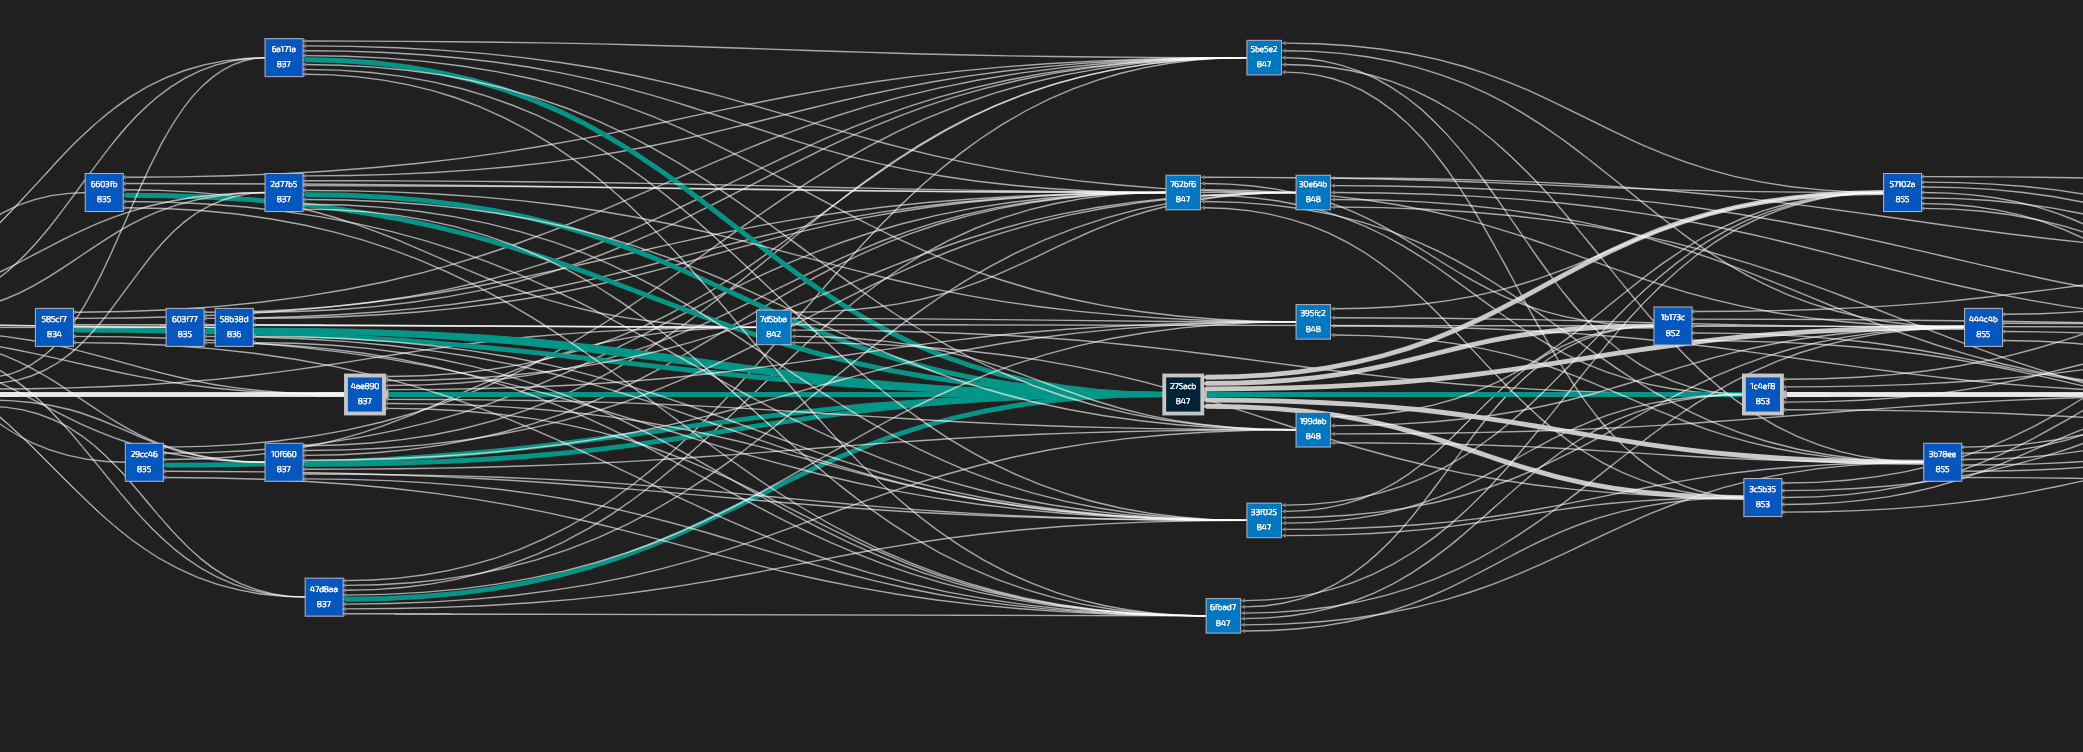 6a171a
837
5be5e2
847
6603fb
835
2d77b5
837
762bf6
847
30e64b
848
57102a
855
585cf7
834
603f77
835
58b38d
836
7d5bba
842
395fc2
848
1b173c
852
444c4b
855
4ae890
837
275acb
847
1c4ef8
853
199dab
848
29cc46
835
10f660
837
3b78ee
855
3c5b35
853
33f025
847
47d8aa
837
6fbad7
847